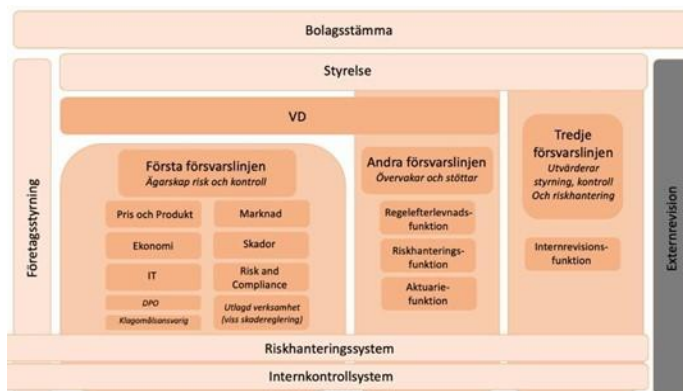 Bolagsstämma
Styrelse
VD
Företagsstyrning
Första försvarslinjen
Ägarskap risk och kontroll
Pris och Produkt
Marknad
Ekonomi
Skador
IT
Risk and
Compliance
DPO
Klagomålsansvarig
Utlagd verksamhet
(viss skadereglering)
Andra försvarslinjen
Övervakar och stöttar
Regelefterlevnads-
funktion
Riskhanterings-
funktion
Aktuarie-
funktion
Tredje
försvarslinjen
Utvärderar
styrning, kontroll
Och riskhantering
Internrevisions-
funktion
Externrevision
Riskhanteringssystem
Internkontrollsystem